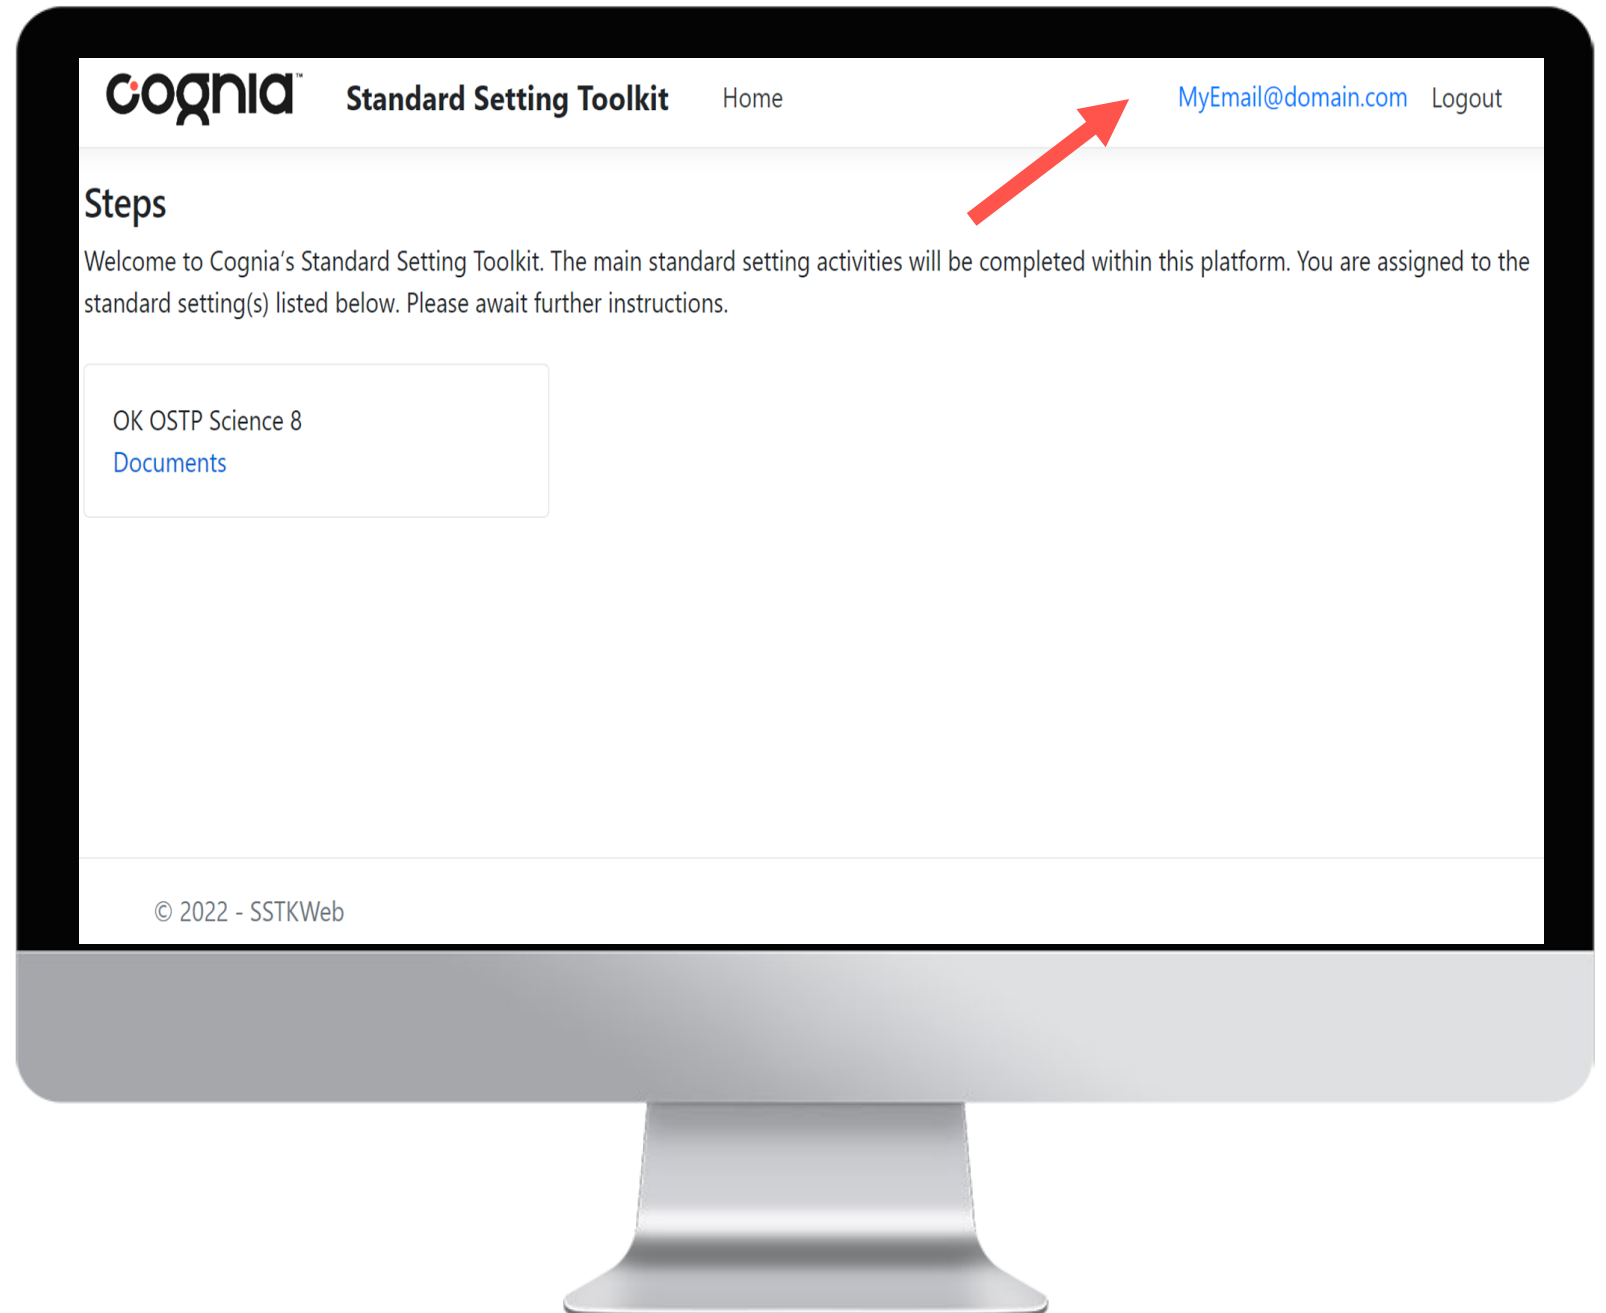 cognia™ Standard Setting Toolkit Home MyEmail@domain.com Logout
Steps
Welcome to Cognia's Standard Setting Toolkit. The main standard setting activities will be completed within this platform. You are assigned to the
standard setting(s) listed below. Please await further instructions.
OK OSTP Science 8
Documents
© 2022 - SSTKWeb